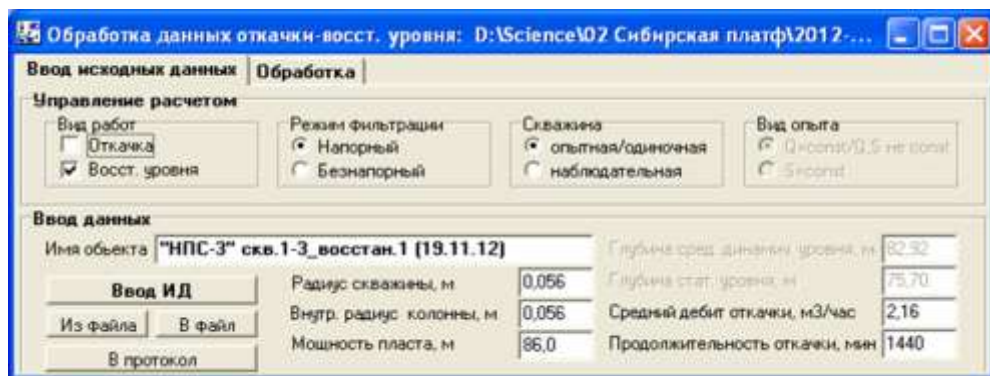 Обработка данных откачки-восст. уровня: D:\Science\02 Сибирская платф\2012-...
Ввод исходных данных Обработка
Управление расчетом
Вид работ Режим фильтрации Скважина Вид опыта
Откачка Напорный опытная/одиночная Q=const/Q,S не const
Восст. уровня Безнапорный наблюдательная S=const
Ввод данных
Имя обьекта "НПС-3" скв.1-3_восстан.1 (19.11.12) Глубина сред. динамич. уровня, м 82,92
Ввод ИД Радиус скважины, м 0,056 Глубина стат. уровня, м 75,70
Из файла В файл Внутр. радиус колонны, м 0,056 Средний дебит откачки, м3/час 2,16
В протокол Мощность пласта, м 86,0 Продолжительность откачки, мин 1440